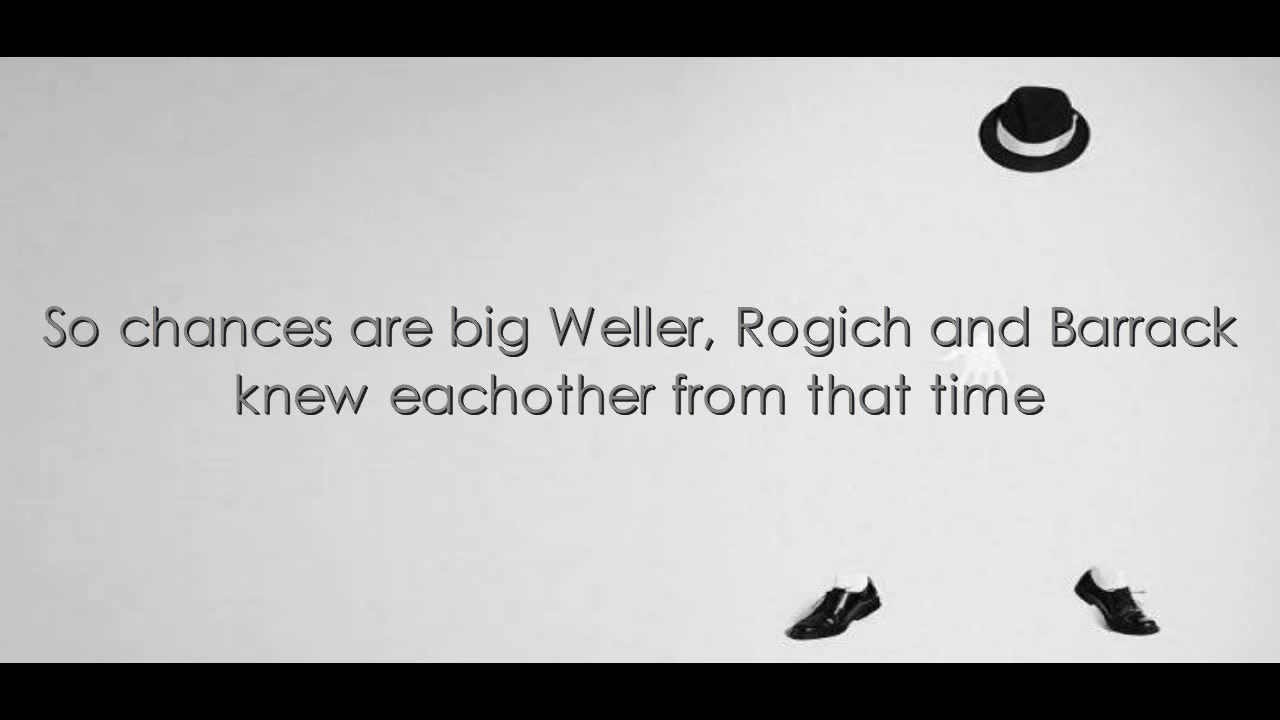 So chances are big Weller, Rogich and Barrack
knew eachother from that time